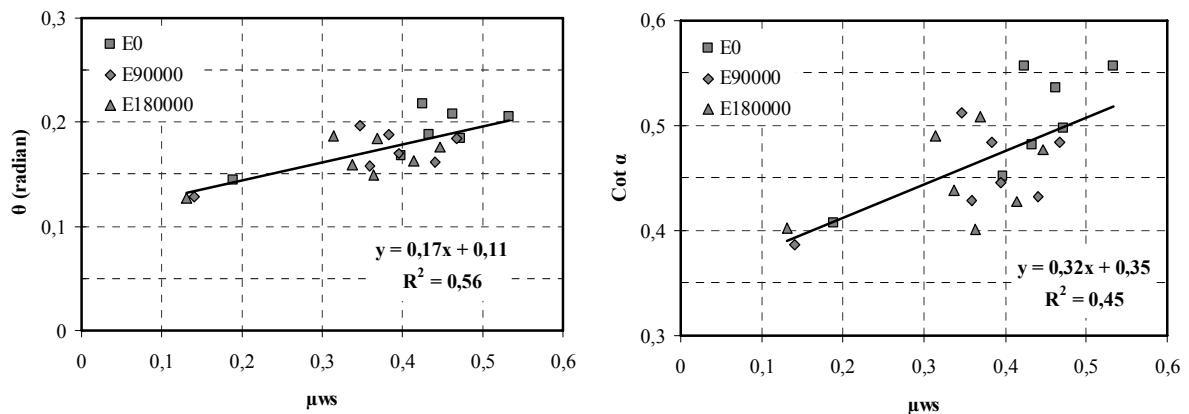 0,3
E0
E90000
E180000
0,2
θ (radian)
0,1
y = 0,17x + 0,11
R² = 0,56
0
0 0,1 0,2 0,3 0,4 0,5 0,6
µws
0,6
E0
E90000
E180000
0,5
Cot α
0,4
y = 0,32x + 0,35
R² = 0,45
0,3
0 0,1 0,2 0,3 0,4 0,5 0,6
µws